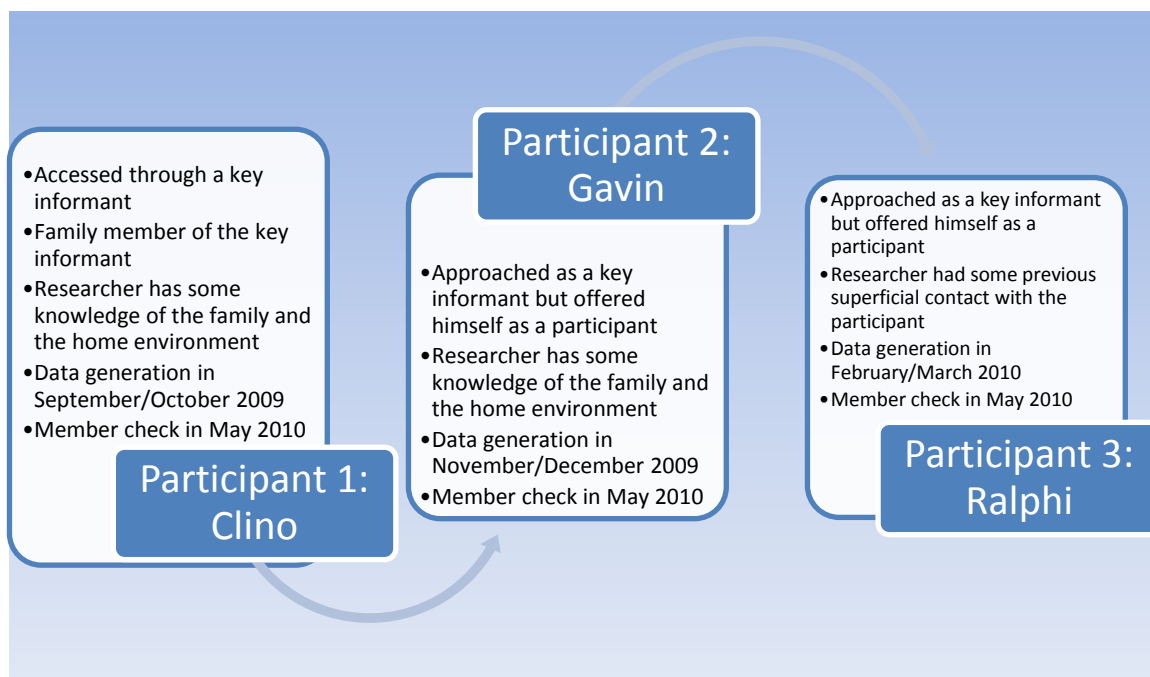 •Accessed through a key
informant
•Family member of the key
informant
•Researcher has some
knowledge of the family and
the home environment
•Data generation in
September/October 2009
•Member check in May 2010
Participant 1:
Clino
Participant 2:
Gavin
•Approached as a key
informant but offered
himself as a participant
•Researcher has some
knowledge of the family and
the home environment
•Data generation in
November/December 2009
•Member check in May 2010
•Approached as a key informant
but offered himself as a
participant
•Researcher had some previous
superficial contact with the
participant
•Data generation in
February/March 2010
•Member check in May 2010
Participant 3:
Ralphi